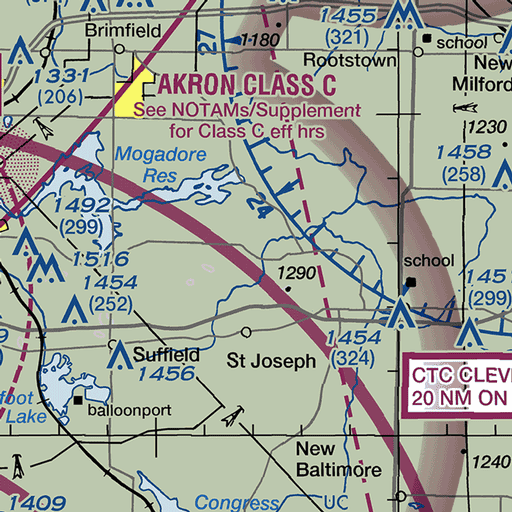 Brimfield
27
1180
1455
(321)
school
Rootstown
New
Milford
1331
(206)
AKRON CLASS C
See NOTAMs/Supplement
for Class C eff hrs
1230
1458
(258)
Mogadore
Res
24
1492
(299)
1516
1454
(252)
1290
school
(299)
1454
(324)
Suffield
1456
St Joseph
CTC CLEV
20 NM ON
Lake
balloonport
New
Baltimore
1240
1409
Congress
UC